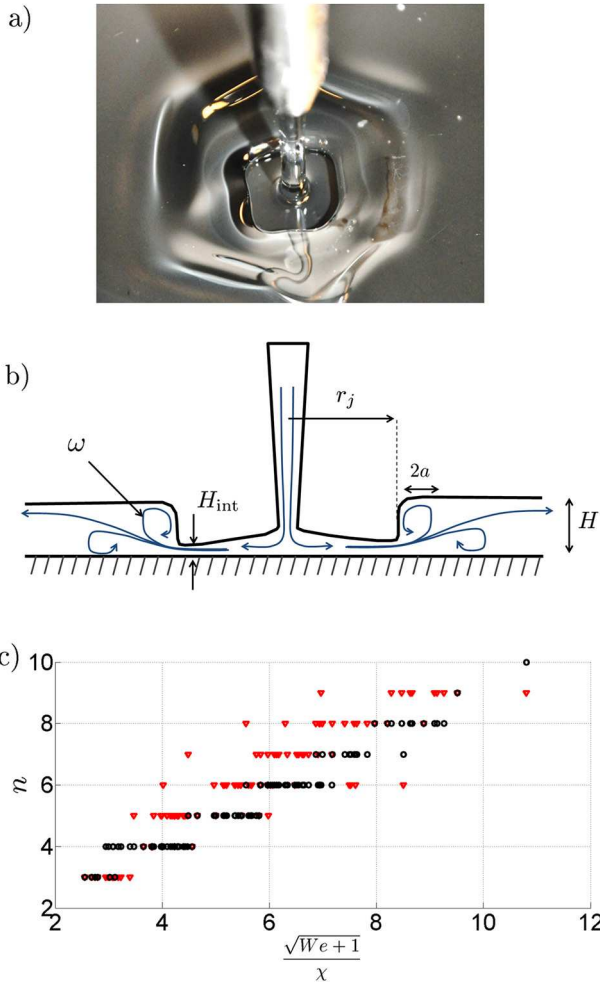 a)
b)
r_j
2a
ω
H_int
H
c)
10
8
6
4
2
n
2 4 6 8 10 12
√We + 1
χ